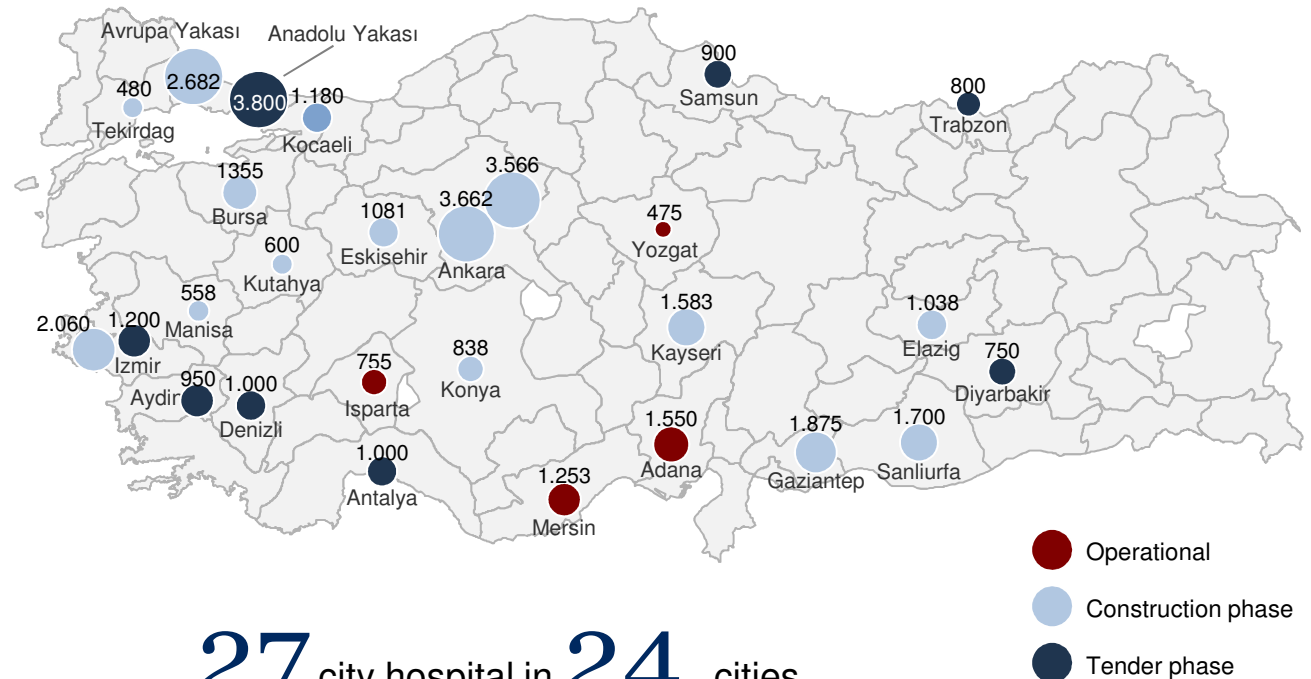 Avrupa Yakası
Anadolu Yakası
2.682
3.800
480
Tekirdag
1.180
Kocaeli
900
Samsun
800
Trabzon
1355
Bursa
1081
Eskisehir
3.566
3.662
Ankara
475
Yozgat
600
Kutahya
558
Manisa
2.060
1.200
Izmir
755
Isparta
838
Konya
1.583
Kayseri
1.038
Elazig
750
Diyarbakir
Aydin
950
1.000
Denizli
1.000
Antalya
1.253
Mersin
1.550
Adana
1.875
Gaziantep
1.700
Sanliurfa
Operational
Construction phase
Tender phase
27 city hospital in 24 cities